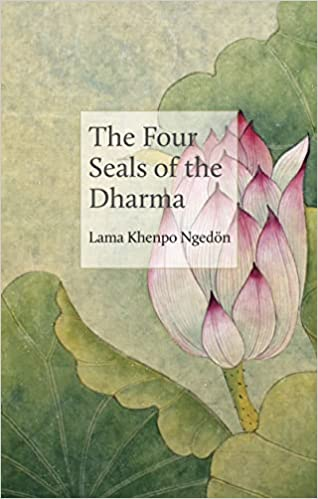 The Four
Seals of the
Dharma
Lama Khenpo Ngedön